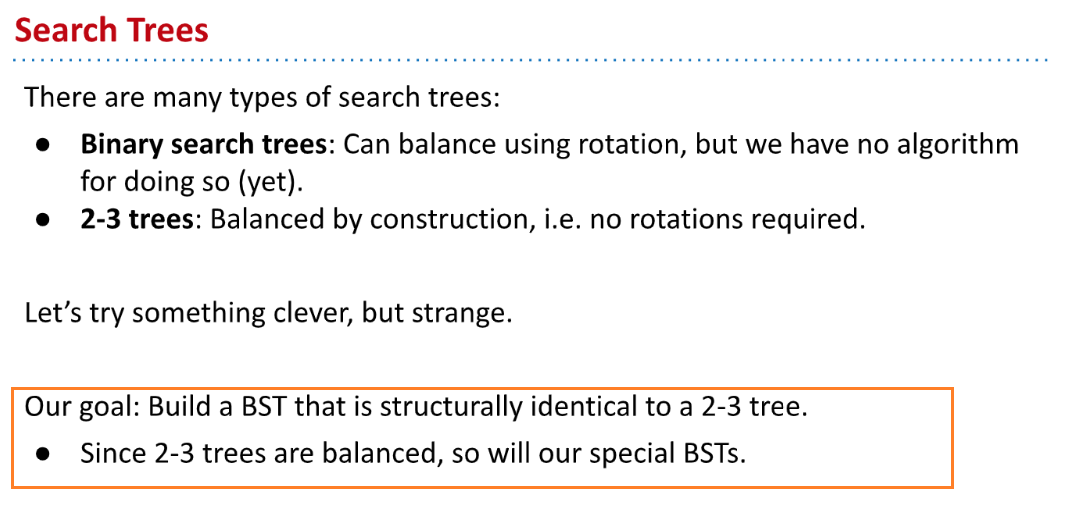 Search Trees
There are many types of search trees:
● Binary search trees: Can balance using rotation, but we have no algorithm
for doing so (yet).
● 2-3 trees: Balanced by construction, i.e. no rotations required.
Let’s try something clever, but strange.
Our goal: Build a BST that is structurally identical to a 2-3 tree.
● Since 2-3 trees are balanced, so will our special BSTs.